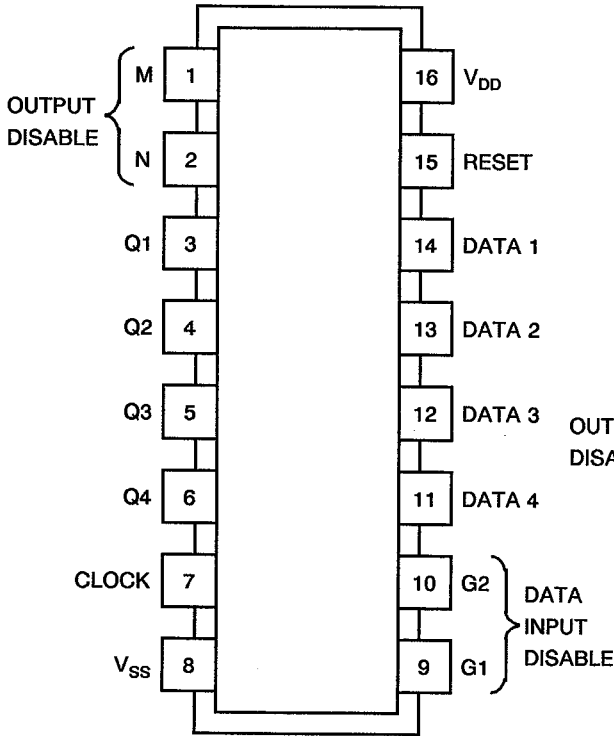 M 1
OUTPUT
DISABLE
N 2
Q1 3
Q2 4
Q3 5
Q4 6
CLOCK 7
VSS 8
16 VDD
15 RESET
14 DATA 1
13 DATA 2
12 DATA 3
11 DATA 4
10 G2
9 G1
DATA
INPUT
DISABLE
OUT
DISA